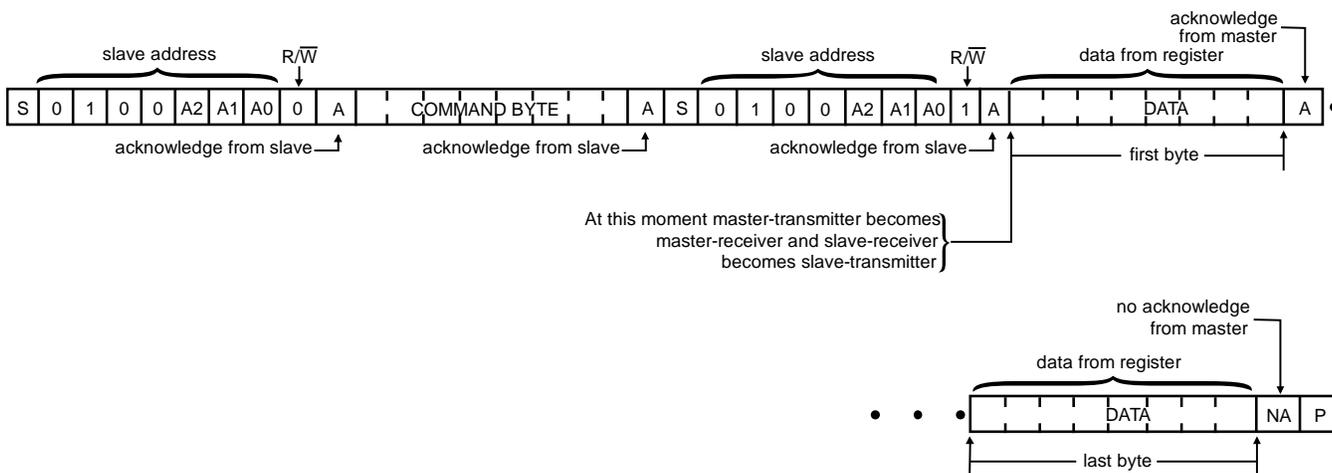 acknowledge
from master
slave address
R/W̅
slave address
R/W̅
data from register
S 0 1 0 0 A2 A1 A0 0 A COMMAND BYTE A S 0 1 0 0 A2 A1 A0 1 A DATA A
acknowledge from slave
acknowledge from slave
acknowledge from slave
first byte
At this moment master-transmitter becomes
master-receiver and slave-receiver
becomes slave-transmitter
no acknowledge
from master
data from register
DATA NA P
last byte